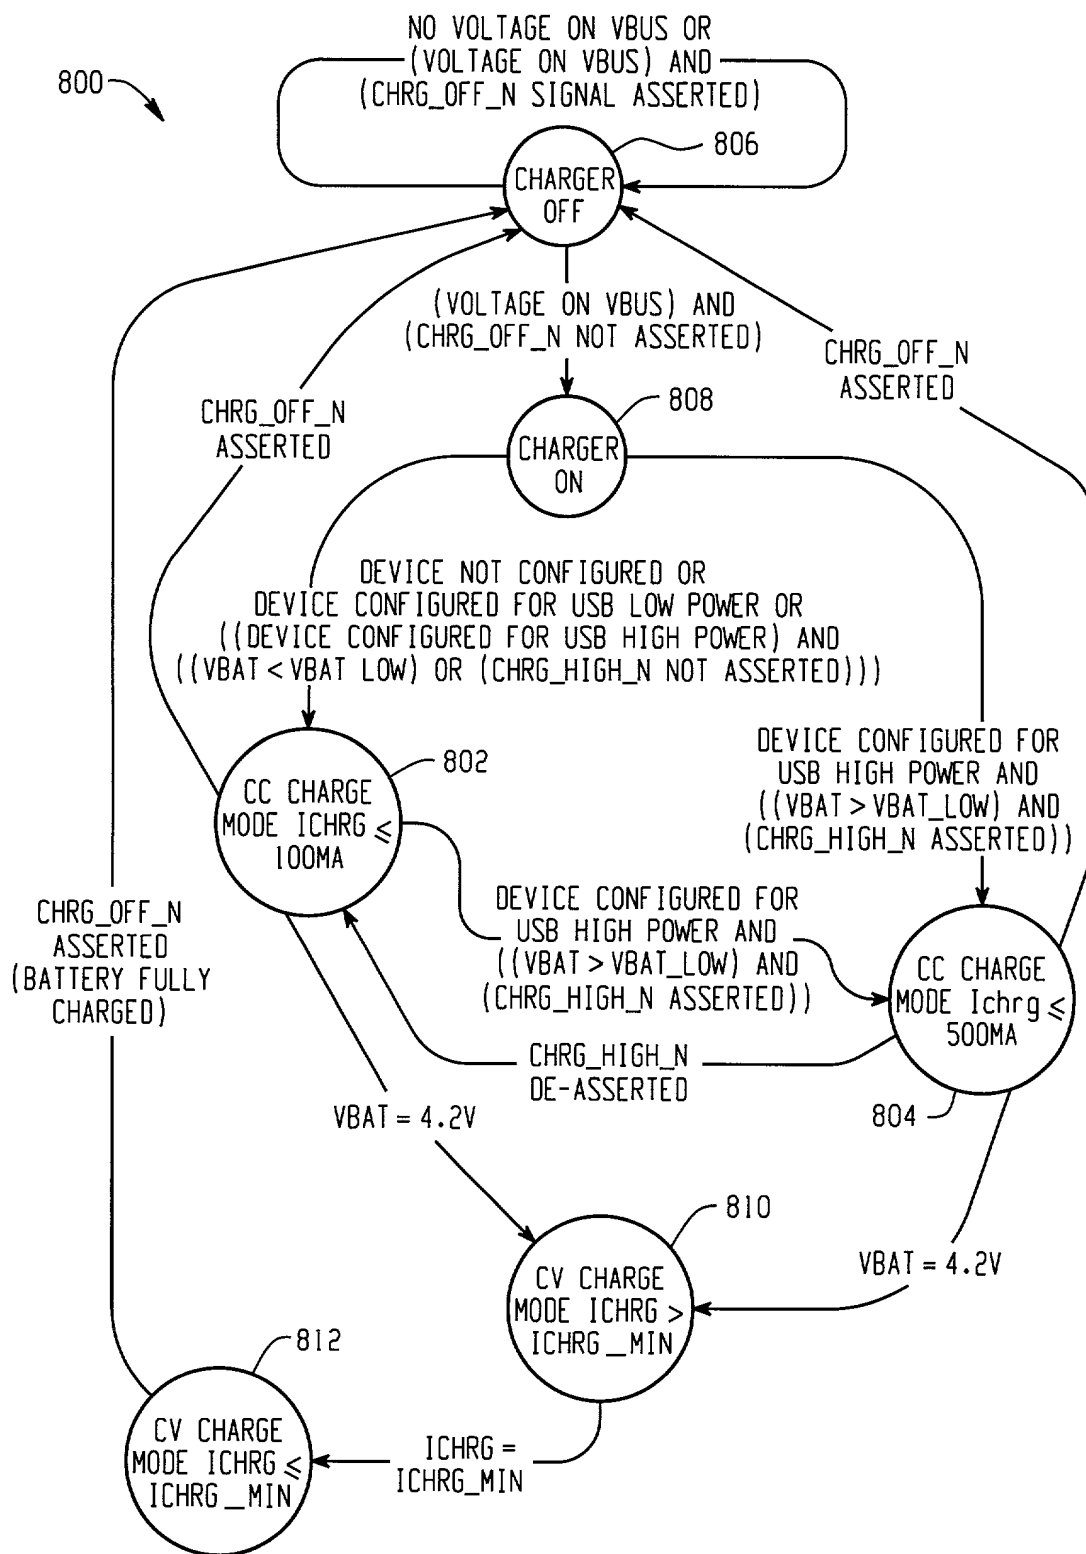 NO VOLTAGE ON VBUS OR
(VOLTAGE ON VBUS) AND
(CHRG_OFF_N SIGNAL ASSERTED)
800
806
CHARGER
OFF
(VOLTAGE ON VBUS) AND
(CHRG_OFF_N NOT ASSERTED)
CHRG_OFF_N
ASSERTED
CHRG_OFF_N
ASSERTED
808
CHARGER
ON
DEVICE NOT CONFIGURED OR
DEVICE CONFIGURED FOR USB LOW POWER OR
((DEVICE CONFIGURED FOR USB HIGH POWER) AND
((VBAT < VBAT LOW) OR (CHRG_HIGH_N NOT ASSERTED)))
DEVICE CONFIGURED FOR
USB HIGH POWER AND
((VBAT > VBAT_LOW) AND
(CHRG_HIGH_N ASSERTED))
802
CC CHARGE
MODE ICHRG ≤
100MA
DEVICE CONFIGURED FOR
USB HIGH POWER AND
((VBAT > VBAT_LOW) AND
(CHRG_HIGH_N ASSERTED))
CHRG_OFF_N
ASSERTED
(BATTERY FULLY
CHARGED)
CC CHARGE
MODE Ichrg ≤
500MA
CHRG_HIGH_N
DE-ASSERTED
804
VBAT = 4.2V
810
VBAT = 4.2V
CV CHARGE
MODE ICHRG >
ICHRG_MIN
812
CV CHARGE
MODE ICHRG ≤
ICHRG_MIN
ICHRG =
ICHRG_MIN